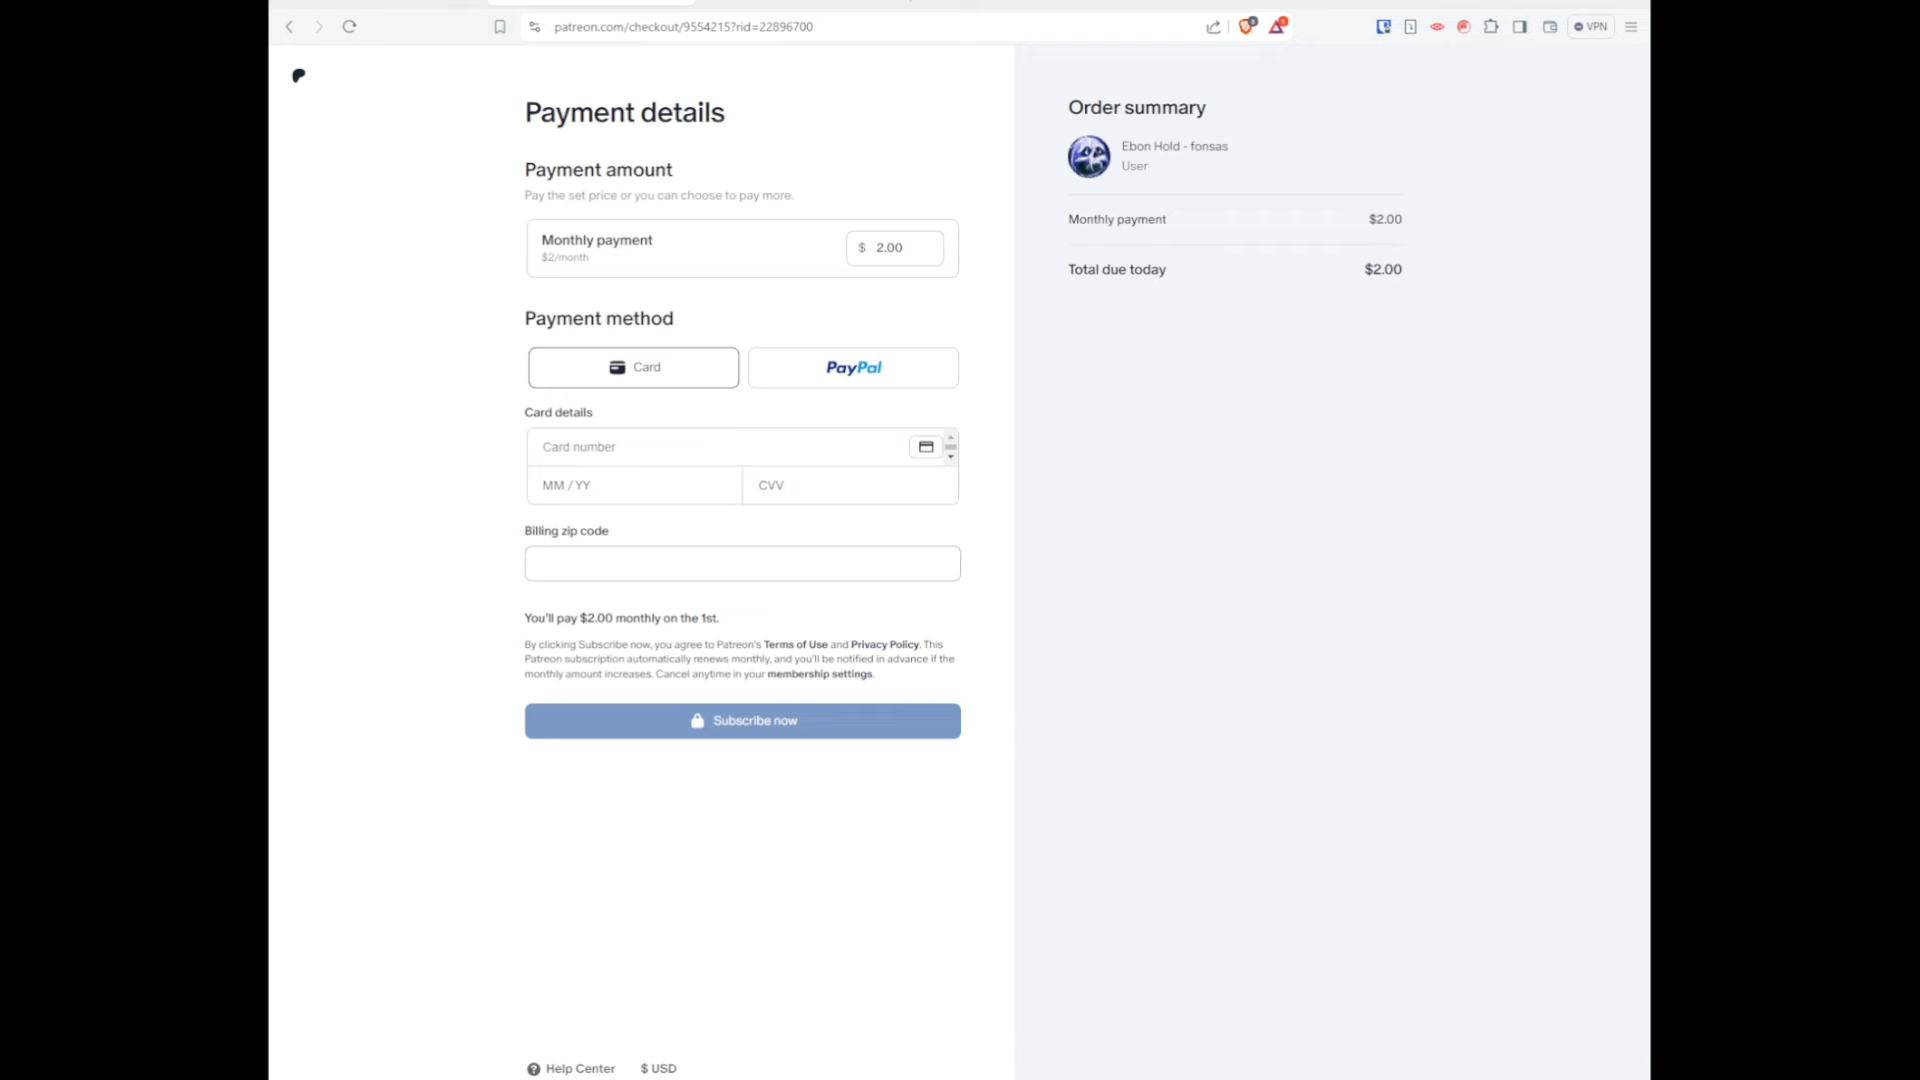 patreon.com/checkout/9554215?rid=22896700
VPN
Payment details
Payment amount
Pay the set price or you can choose to pay more.
Monthly payment
$2/month
$ 2.00
Payment method
Card
PayPal
Card details
Card number
MM / YY
CVV
Billing zip code
You'll pay $2.00 monthly on the 1st.
By clicking Subscribe now, you agree to Patreon's Terms of Use and Privacy Policy. This
Patreon subscription automatically renews monthly, and you'll be notified in advance if the
monthly amount increases. Cancel anytime in your membership settings.
Subscribe now
Help Center
$ USD
Order summary
Ebon Hold - fonsas
User
Monthly payment
$2.00
Total due today
$2.00